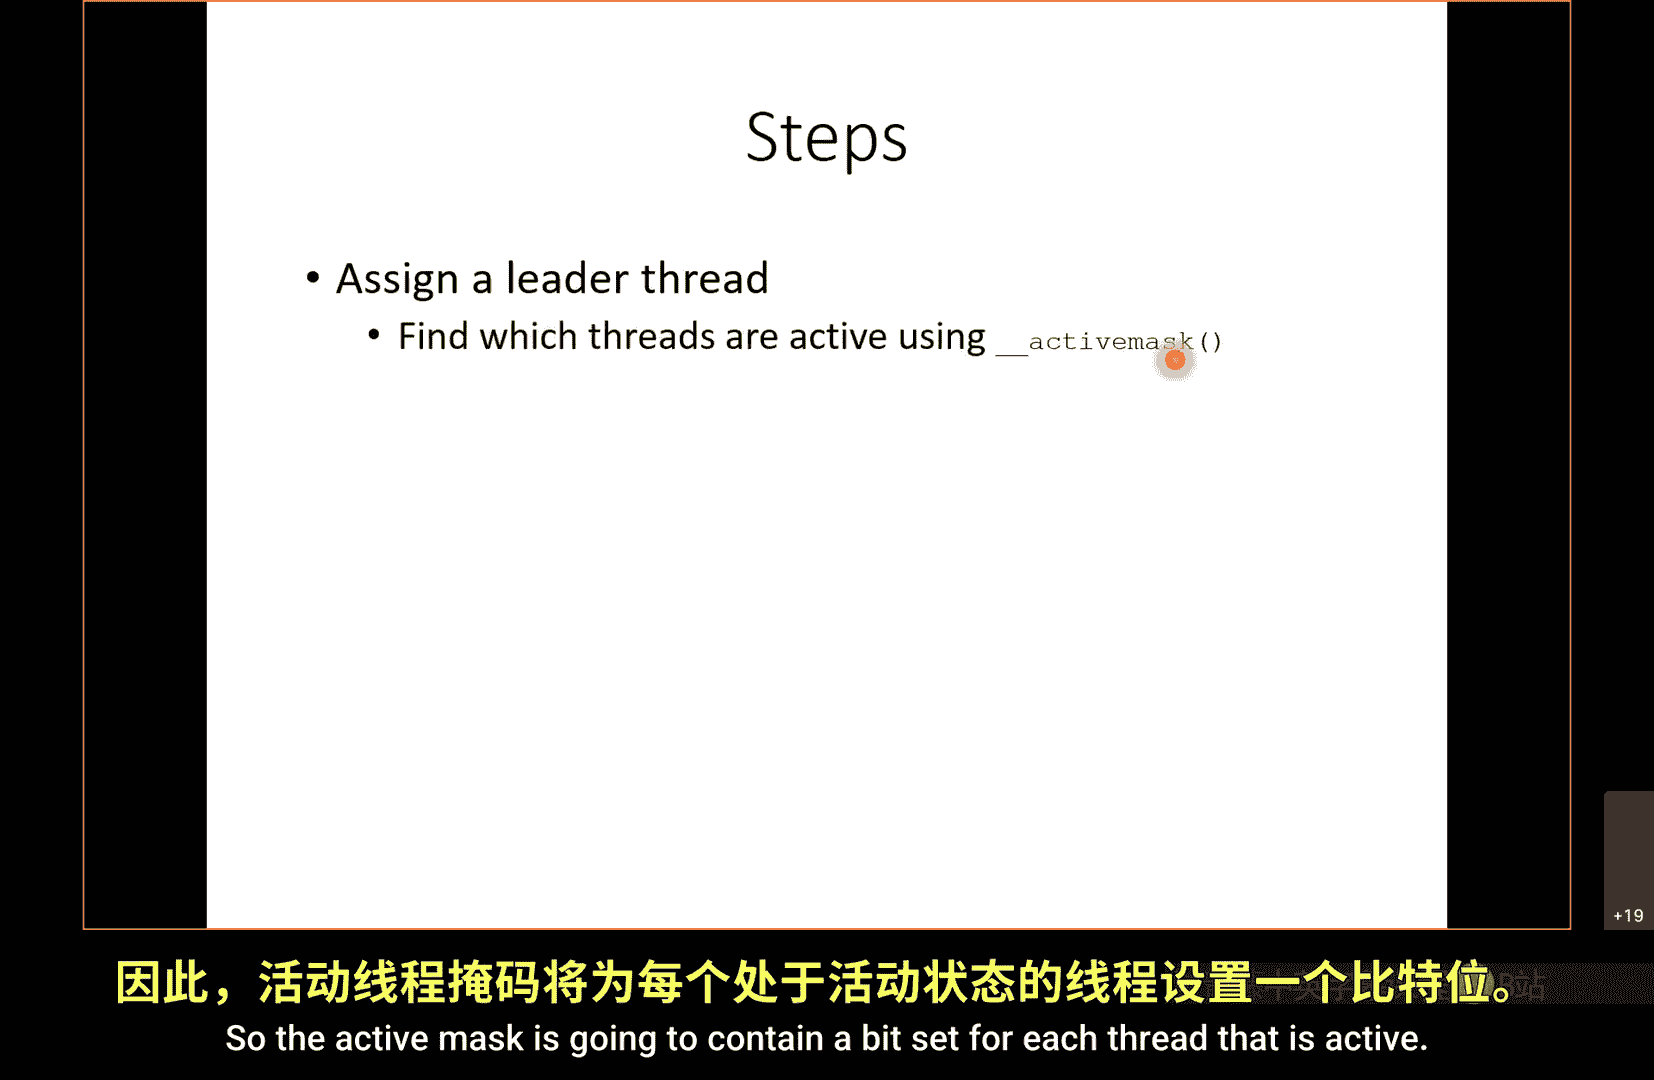 Steps
• Assign a leader thread
• Find which threads are active using __activemask()
+19
因此，活动线程掩码将为每个处于活动状态的线程设置一个比特位。
So the active mask is going to contain a bit set for each thread that is active.